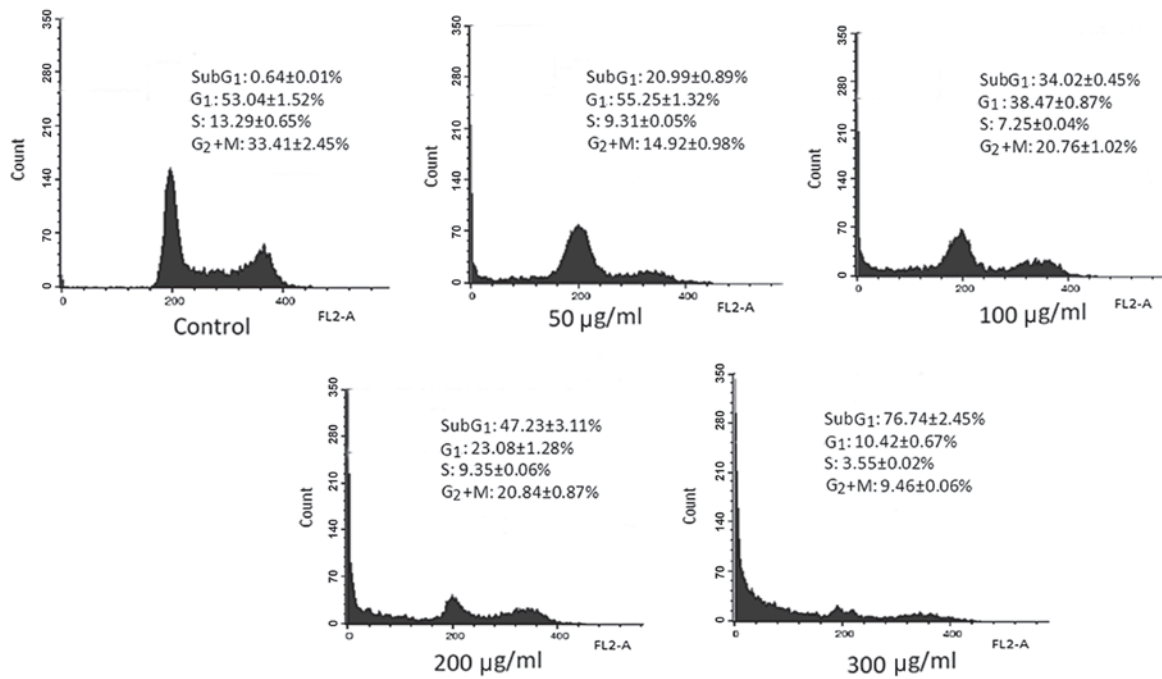 350
280
210
140
70
0
Count
SubG1: 0.64±0.01%
G1: 53.04±1.52%
S: 13.29±0.65%
G2+M: 33.41±2.45%
0
200
400
FL2-A
Control
350
280
210
140
70
0
Count
SubG1: 20.99±0.89%
G1: 55.25±1.32%
S: 9.31±0.05%
G2+M: 14.92±0.98%
0
200
400
FL2-A
50 µg/ml
350
280
210
140
70
0
Count
SubG1: 34.02±0.45%
G1: 38.47±0.87%
S: 7.25±0.04%
G2+M: 20.76±1.02%
0
200
400
FL2-A
100 µg/ml
350
280
210
140
70
0
Count
SubG1: 47.23±3.11%
G1: 23.08±1.28%
S: 9.35±0.06%
G2+M: 20.84±0.87%
0
200
400
FL2-A
200 µg/ml
350
280
210
140
70
0
Count
SubG1: 76.74±2.45%
G1: 10.42±0.67%
S: 3.55±0.02%
G2+M: 9.46±0.06%
0
200
400
FL2-A
300 µg/ml